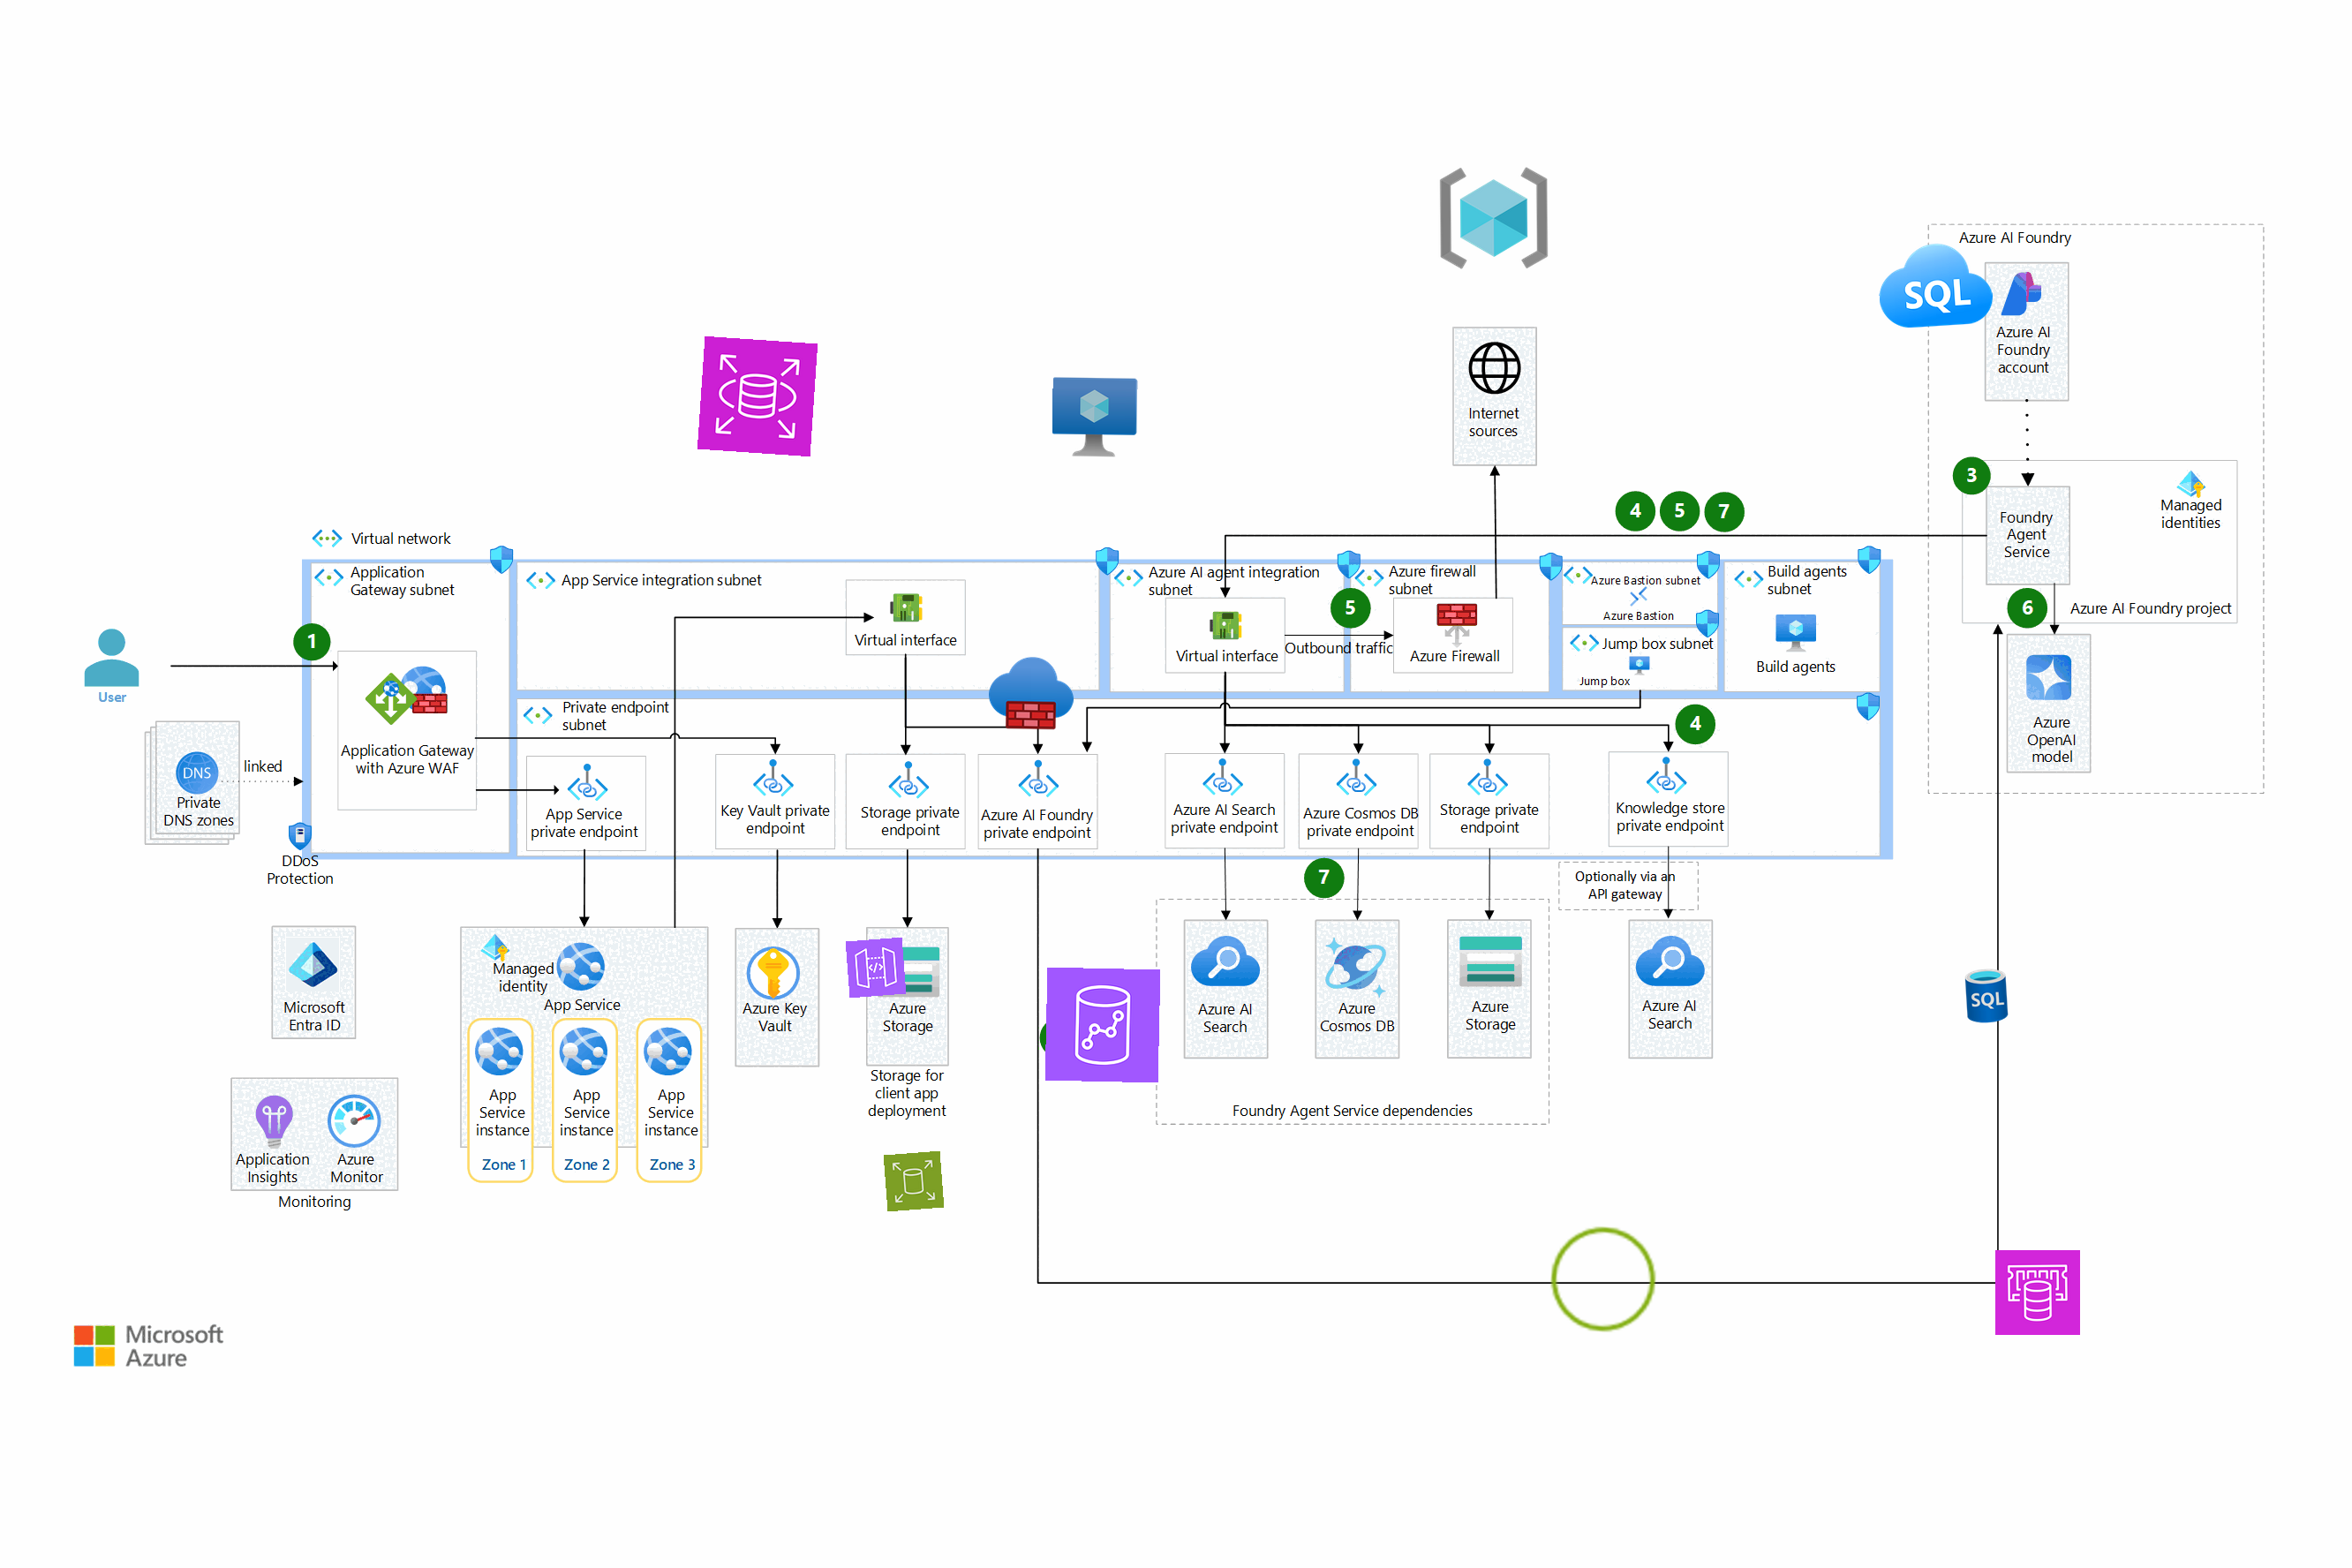 Azure AI Foundry
SQL
Azure AI
Foundry
account
Internet
sources
3
Managed
identities
Foundry
Agent
Service
4
5
7
6
Azure AI Foundry project
Azure
OpenAI
model
Virtual network
Application
Gateway subnet
App Service integration subnet
Virtual interface
Azure AI agent integration
subnet
Virtual interface
5
Outbound traffic
Azure firewall
subnet
Azure Firewall
Azure Bastion subnet
Azure Bastion
Jump box subnet
Jump box
Build agents
subnet
Build agents
1
User
Application Gateway
with Azure WAF
DNS
Private
DNS zones
linked
DDoS
Protection
Private endpoint
subnet
App Service
private endpoint
Key Vault private
endpoint
Storage private
endpoint
Azure AI Foundry
private endpoint
Azure AI Search
private endpoint
Azure Cosmos DB
private endpoint
Storage private
endpoint
4
Knowledge store
private endpoint
7
Optionally via an
API gateway
Microsoft
Entra ID
Managed
identity
App Service
App
Service
instance
Zone 1
App
Service
instance
Zone 2
App
Service
instance
Zone 3
Azure Key
Vault
Azure
Storage
Storage for
client app
deployment
Azure AI
Search
Azure
Cosmos DB
Azure
Storage
Foundry Agent Service dependencies
Azure AI
Search
SQL
Application
Insights
Azure
Monitor
Monitoring
Microsoft
Azure